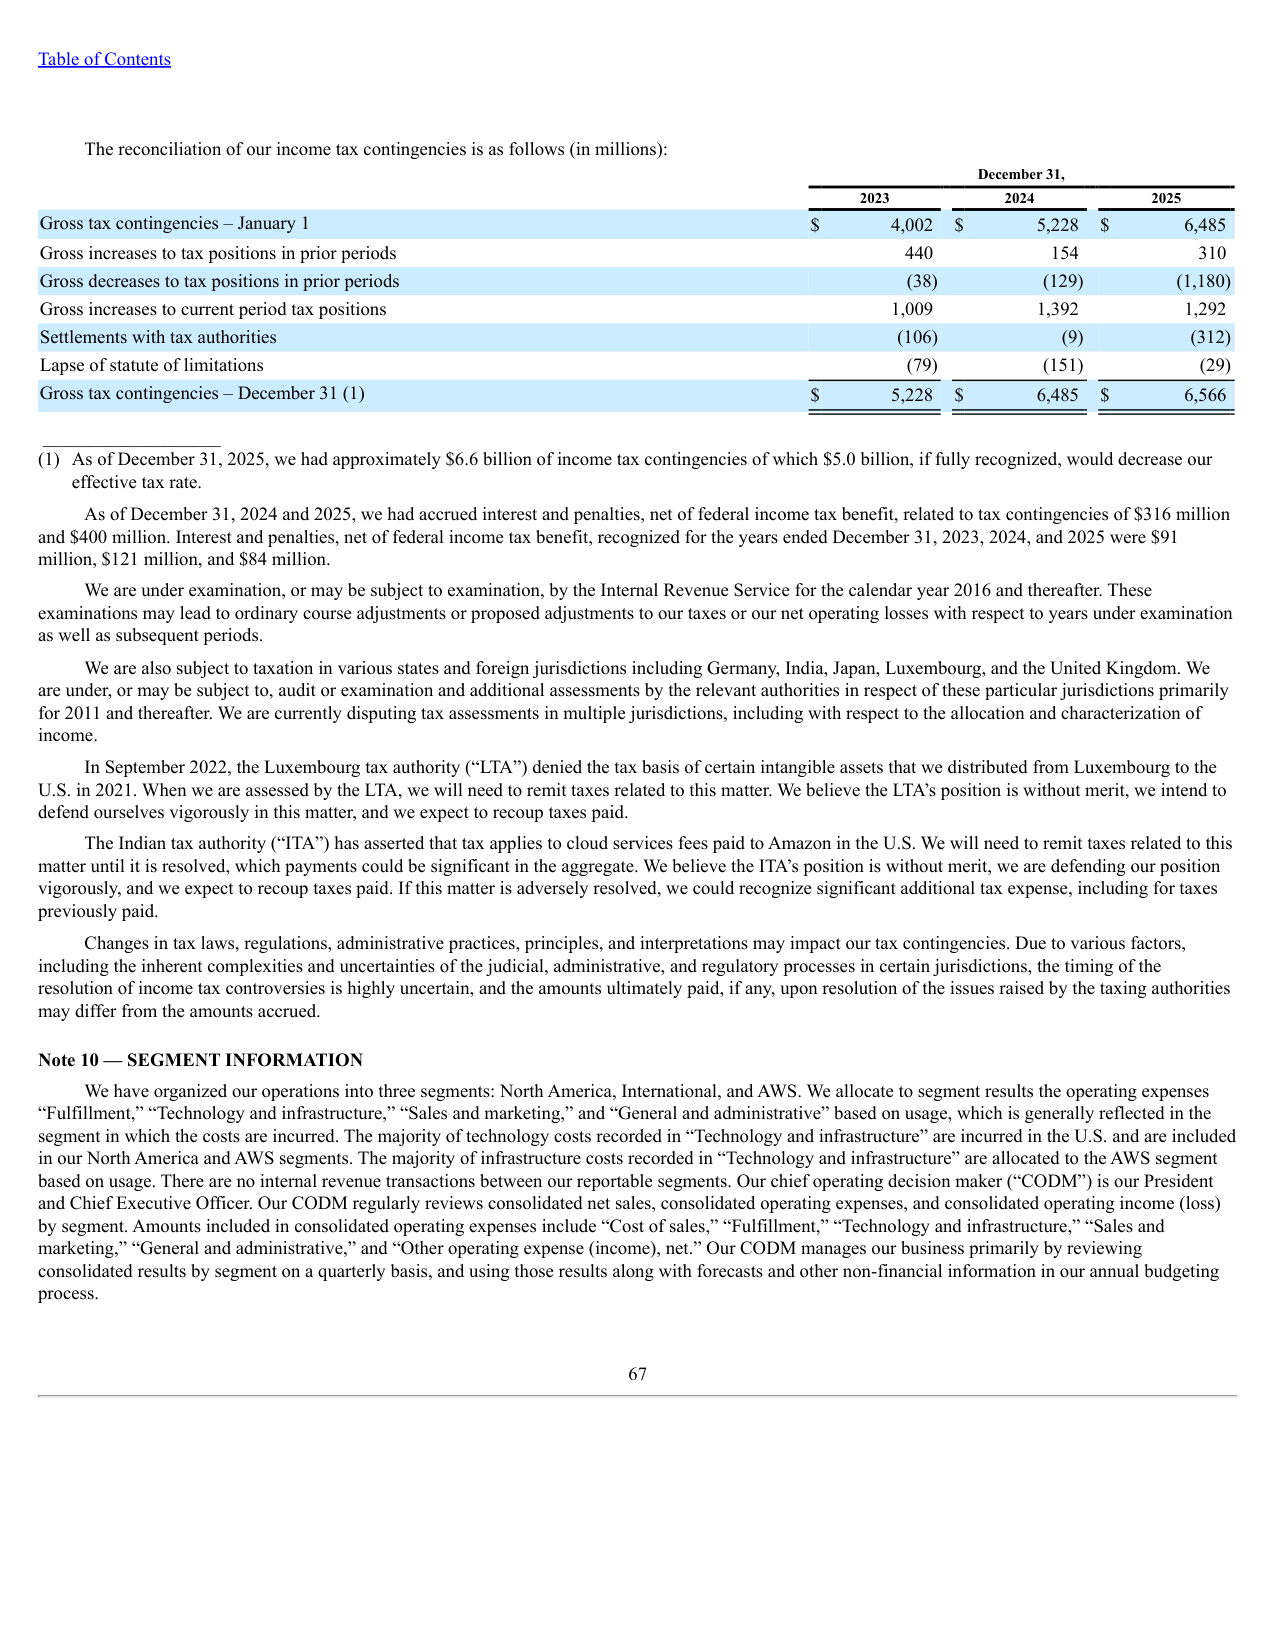 Table of Contents
The reconciliation of our income tax contingencies is as follows (in millions):
December 31,
2023 2024 2025
Gross tax contingencies – January 1 $ 4,002 $ 5,228 $ 6,485
Gross increases to tax positions in prior periods 440 154 310
Gross decreases to tax positions in prior periods (38) (129) (1,180)
Gross increases to current period tax positions 1,009 1,392 1,292
Settlements with tax authorities (106) (9) (312)
Lapse of statute of limitations (79) (151) (29)
Gross tax contingencies – December 31 (1) $ 5,228 $ 6,485 $ 6,566
___________________
(1) As of December 31, 2025, we had approximately $6.6 billion of income tax contingencies of which $5.0 billion, if fully recognized, would decrease our
effective tax rate.
As of December 31, 2024 and 2025, we had accrued interest and penalties, net of federal income tax benefit, related to tax contingencies of $316 million
and $400 million. Interest and penalties, net of federal income tax benefit, recognized for the years ended December 31, 2023, 2024, and 2025 were $91
million, $121 million, and $84 million.
We are under examination, or may be subject to examination, by the Internal Revenue Service for the calendar year 2016 and thereafter. These
examinations may lead to ordinary course adjustments or proposed adjustments to our taxes or our net operating losses with respect to years under examination
as well as subsequent periods.
We are also subject to taxation in various states and foreign jurisdictions including Germany, India, Japan, Luxembourg, and the United Kingdom. We
are under, or may be subject to, audit or examination and additional assessments by the relevant authorities in respect of these particular jurisdictions primarily
for 2011 and thereafter. We are currently disputing tax assessments in multiple jurisdictions, including with respect to the allocation and characterization of
income.
In September 2022, the Luxembourg tax authority (“LTA”) denied the tax basis of certain intangible assets that we distributed from Luxembourg to the
U.S. in 2021. When we are assessed by the LTA, we will need to remit taxes related to this matter. We believe the LTA’s position is without merit, we intend to
defend ourselves vigorously in this matter, and we expect to recoup taxes paid.
The Indian tax authority (“ITA”) has asserted that tax applies to cloud services fees paid to Amazon in the U.S. We will need to remit taxes related to this
matter until it is resolved, which payments could be significant in the aggregate. We believe the ITA’s position is without merit, we are defending our position
vigorously, and we expect to recoup taxes paid. If this matter is adversely resolved, we could recognize significant additional tax expense, including for taxes
previously paid.
Changes in tax laws, regulations, administrative practices, principles, and interpretations may impact our tax contingencies. Due to various factors,
including the inherent complexities and uncertainties of the judicial, administrative, and regulatory processes in certain jurisdictions, the timing of the
resolution of income tax controversies is highly uncertain, and the amounts ultimately paid, if any, upon resolution of the issues raised by the taxing authorities
may differ from the amounts accrued.
Note 10 — SEGMENT INFORMATION
We have organized our operations into three segments: North America, International, and AWS. We allocate to segment results the operating expenses
“Fulfillment,” “Technology and infrastructure,” “Sales and marketing,” and “General and administrative” based on usage, which is generally reflected in the
segment in which the costs are incurred. The majority of technology costs recorded in “Technology and infrastructure” are incurred in the U.S. and are included
in our North America and AWS segments. The majority of infrastructure costs recorded in “Technology and infrastructure” are allocated to the AWS segment
based on usage. There are no internal revenue transactions between our reportable segments. Our chief operating decision maker (“CODM”) is our President
and Chief Executive Officer. Our CODM regularly reviews consolidated net sales, consolidated operating expenses, and consolidated operating income (loss)
by segment. Amounts included in consolidated operating expenses include “Cost of sales,” “Fulfillment,” “Technology and infrastructure,” “Sales and
marketing,” “General and administrative,” and “Other operating expense (income), net.” Our CODM manages our business primarily by reviewing
consolidated results by segment on a quarterly basis, and using those results along with forecasts and other non-financial information in our annual budgeting
process.
67